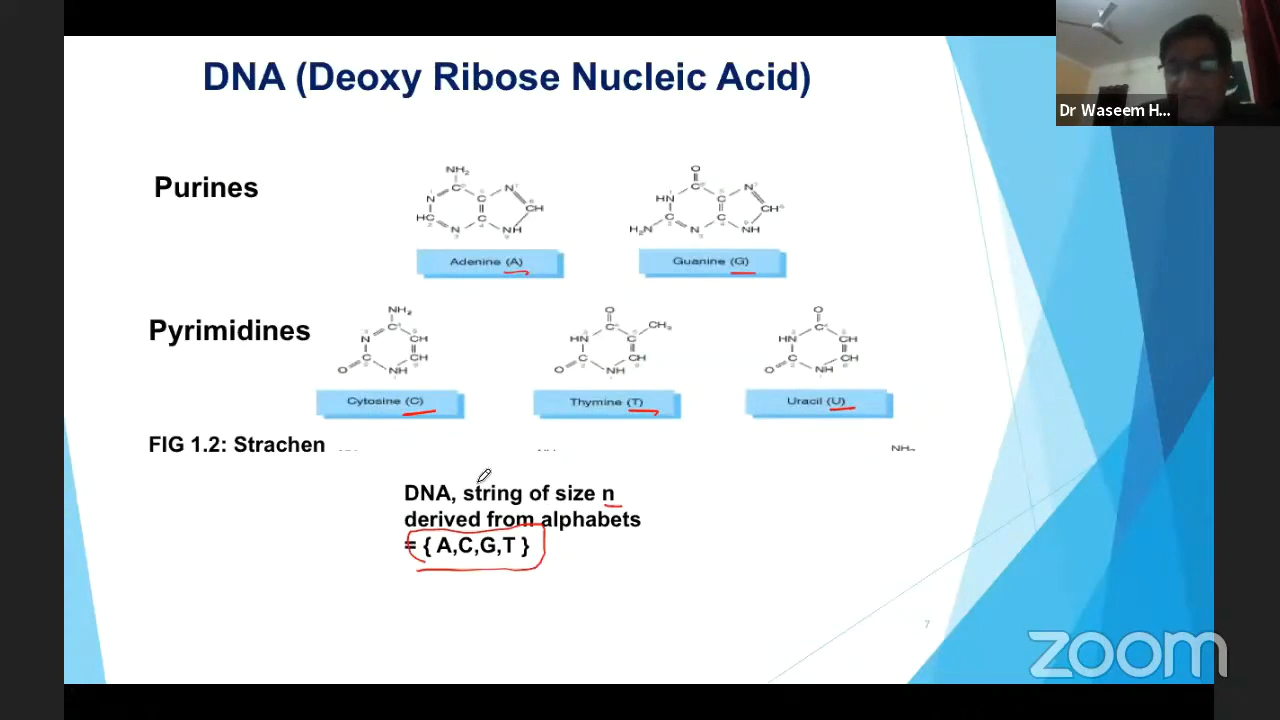 DNA (Deoxy Ribose Nucleic Acid)
Dr Waseem H...
Purines
Adenine (A)
Guanine (G)
Pyrimidines
Cytosine (C)
Thymine (T)
Uracil (U)
FIG 1.2: Strachen
DNA, string of size n
derived from alphabets
= { A,C,G,T }
7
zoom